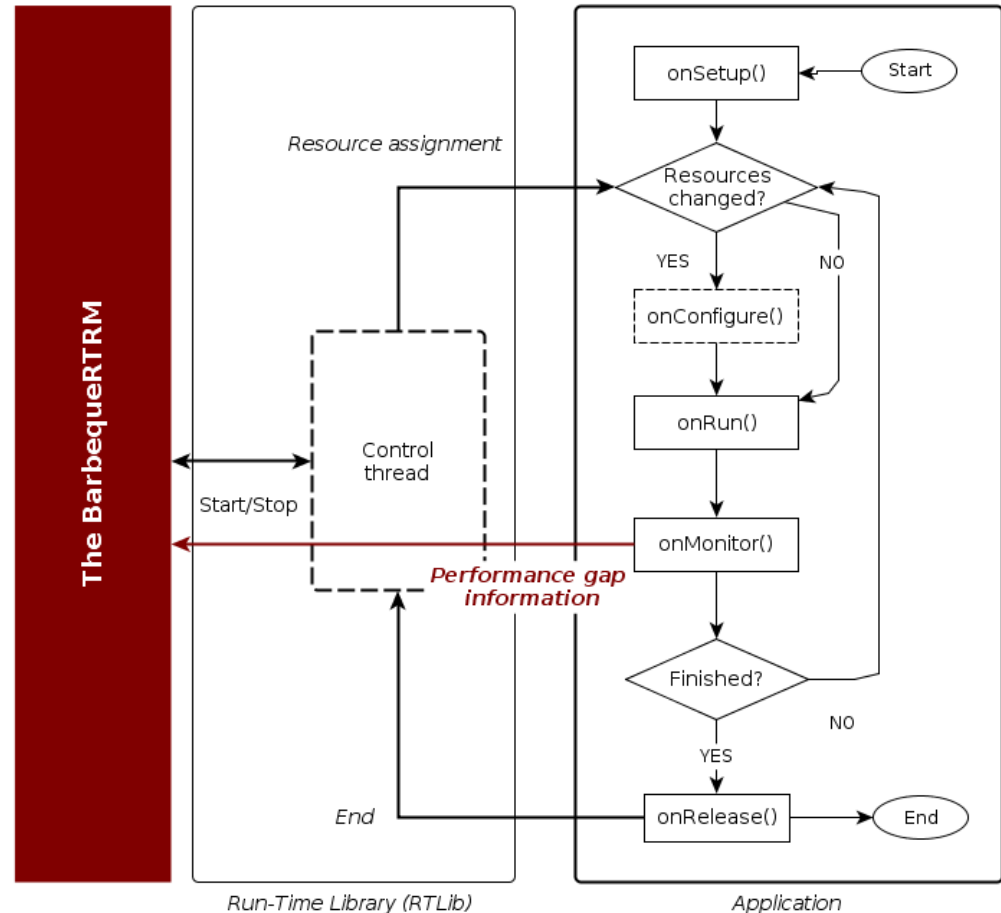 The BarbequeRTRM
Start
onSetup()
Resource assignment
Resources
changed?
YES
NO
onConfigure()
onRun()
Control
thread
Start/Stop
onMonitor()
Performance gap
information
Finished?
NO
YES
onRelease()
End
End
Run-Time Library (RTLib)
Application